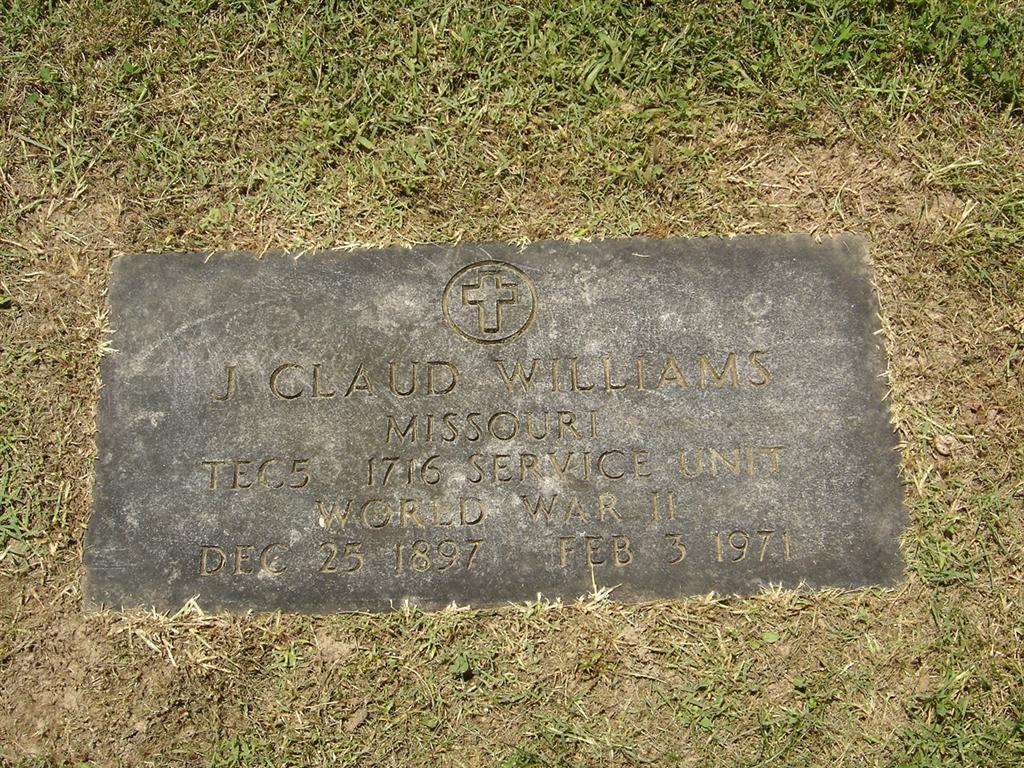 J CLAUD WILLIAMS
MISSOURI
TEC5 1716 SERVICE UNIT
WORLD WAR II
DEC 25 1897 FEB 3 1971